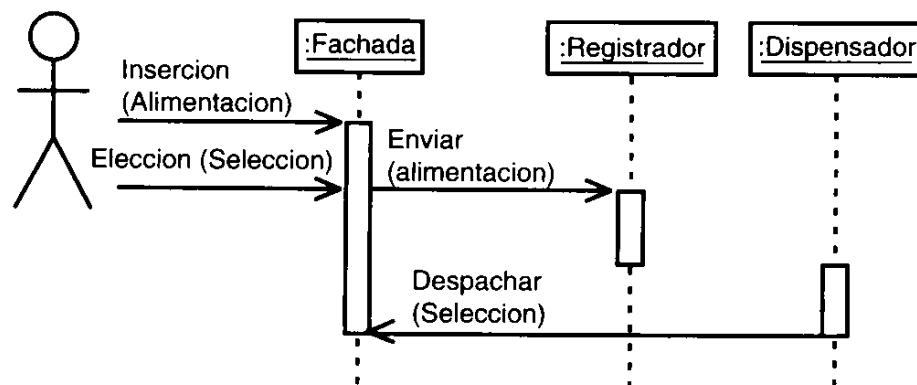 :Fachada
:Registrador
:Dispensador
Insercion
(Alimentacion)
Eleccion (Seleccion)
Enviar
(alimentacion)
Despachar
(Seleccion)